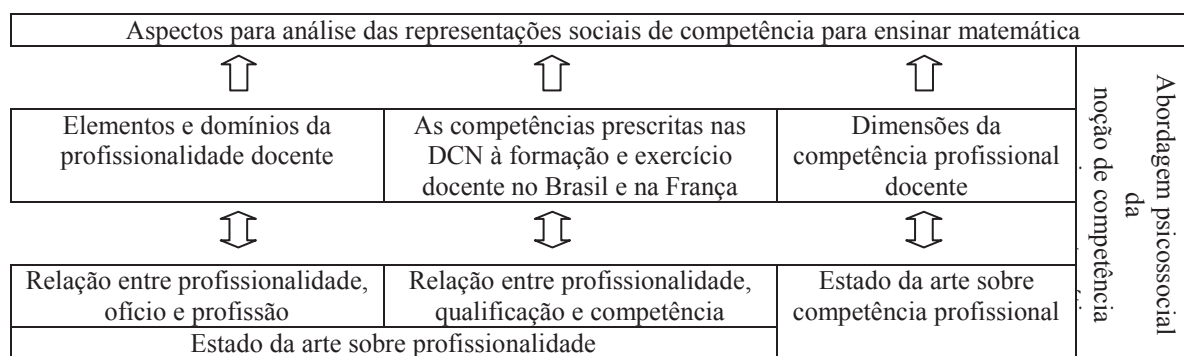 Aspectos para análise das representações sociais de competência para ensinar matemática
Elementos e domínios da
profissionalidade docente
As competências prescritas nas
DCN à formação e exercício
docente no Brasil e na França
Dimensões da
competência profissional
docente
Relação entre profissionalidade,
ofício e profissão
Relação entre profissionalidade,
qualificação e competência
Estado da arte sobre
competência profissional
Estado da arte sobre profissionalidade
Abordagem psicossocial
da
noção de competência